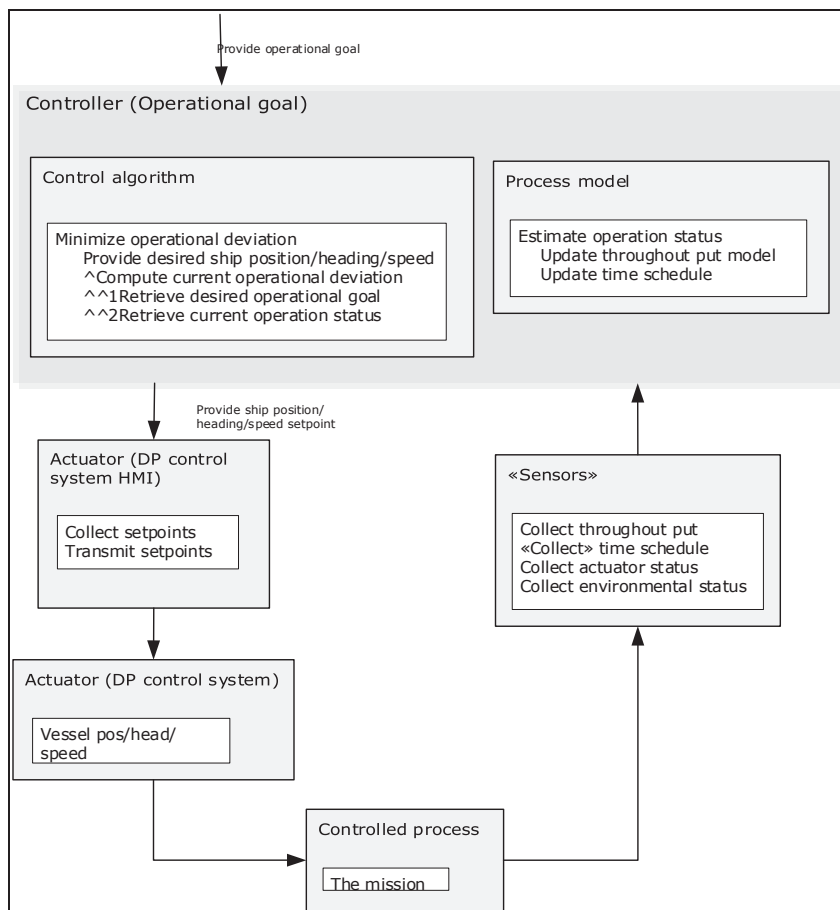 Provide operational goal
Controller (Operational goal)
Control algorithm
Minimize operational deviation
Provide desired ship position/heading/speed
^Compute current operational deviation
^^1Retrieve desired operational goal
^^2Retrieve current operation status
Process model
Estimate operation status
Update throughout put model
Update time schedule
Provide ship position/
heading/speed setpoint
Actuator (DP control
system HMI)
Collect setpoints
Transmit setpoints
«Sensors»
Collect throughout put
«Collect» time schedule
Collect actuator status
Collect environmental status
Actuator (DP control system)
Vessel pos/head/
speed
Controlled process
The mission